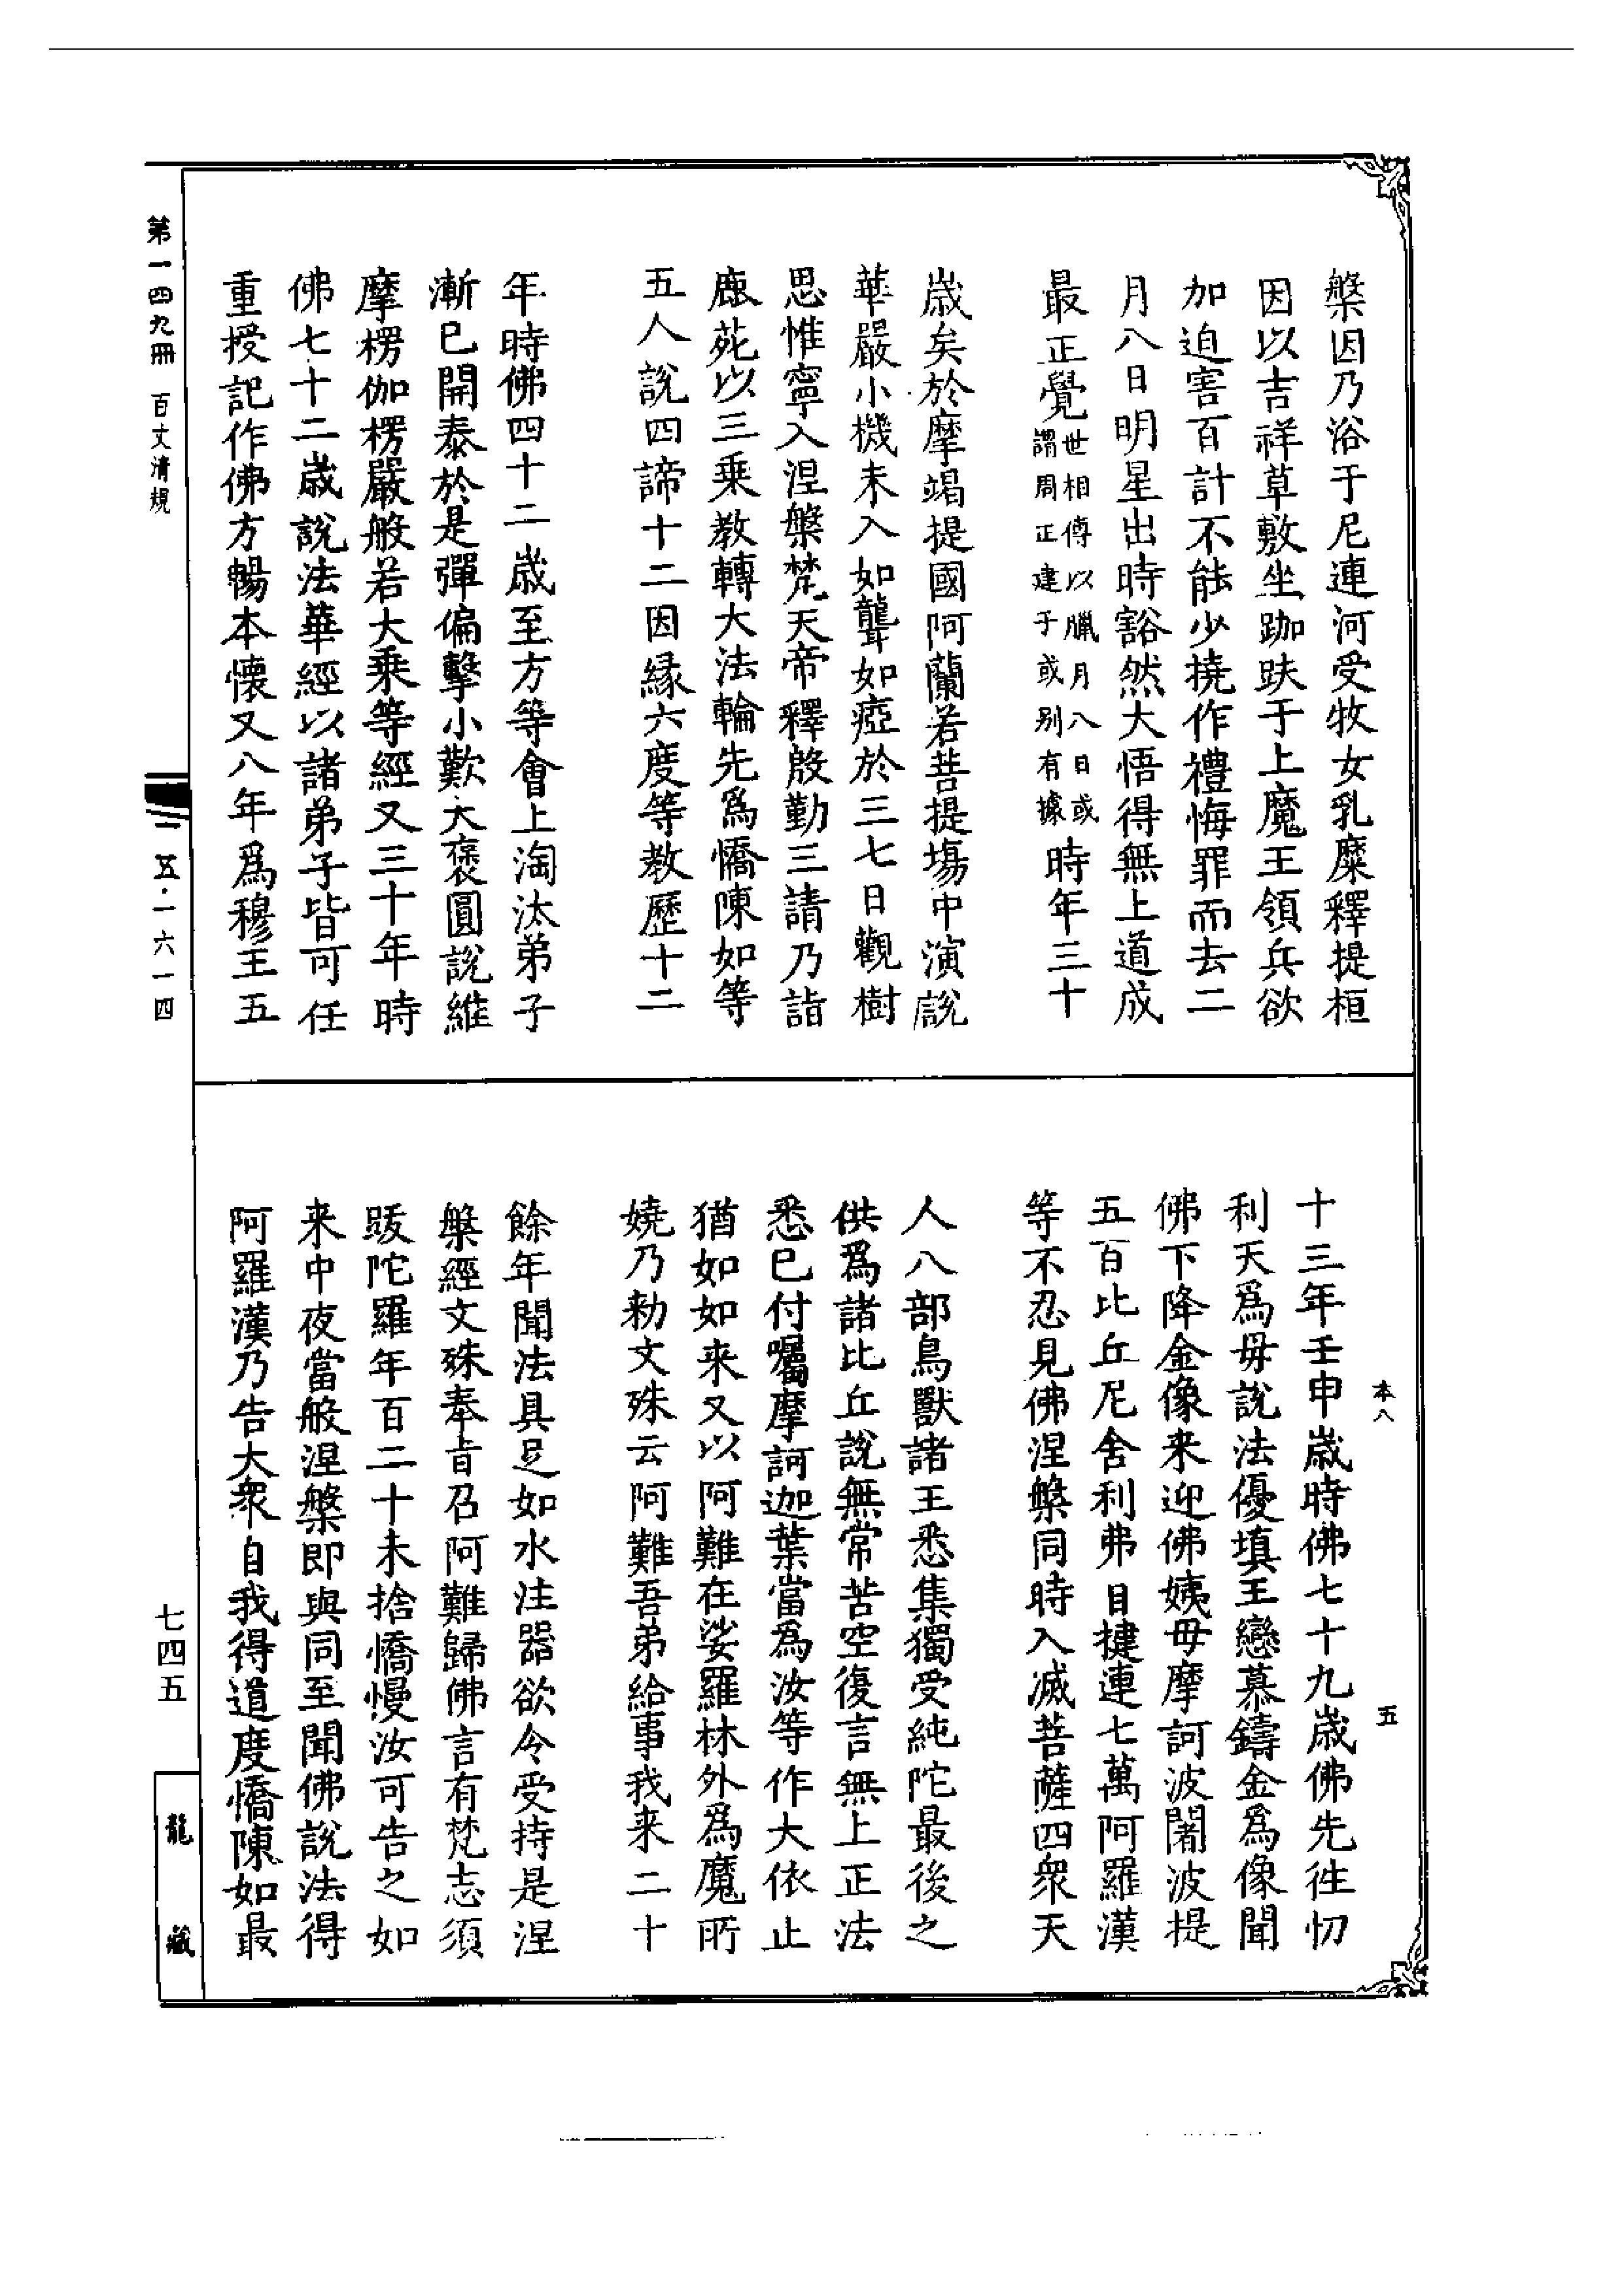 槃因乃浴于尼連河受牧女乳糜釋提桓
因以吉祥草敷坐跏趺于上魔王領兵欲
加迫害百計不能少撓作禮悔罪而去二
月八日明星出時豁然大悟得無上道成
最正覺世相傳以臘月八日或謂周正建子或别有據時年三十
歲矣於摩竭提國阿蘭若菩提場中演說
華嚴小機未入如聾如瘂於三七日觀樹
思惟寧入涅槃梵天帝釋殷勤三請乃詣
鹿苑以三乗教轉大法輪先爲憍陳如等
五人說四諦十二因縁六度等教歷十二
年時佛四十二歲至方等會上淘汰弟子
漸已開泰於是彈偏擊小歎大褒圓說維
摩楞伽楞嚴般若大乗等經又三十年時
佛七十二歲說法華經以諸弟子皆可任
重授記作佛方暢本懷又八年爲穆王五
十三年壬申歲時佛七十九歲佛先徃忉
利天爲毋說法優填王戀慕鑄金爲像聞
佛下降金像来迎佛姨毋摩訶波闍波提
五百比丘尼舍利弗目揵連七萬阿羅漢
等不忍見佛涅槃同時入滅菩薩四衆天
人八部鳥獸諸王悉集獨受純陀最後之
供爲諸比丘說無常苦空復言無上正法
悉已付囑摩訶迦葉當為汝等作大依止
猶如如来又以阿難在娑羅林外爲魔所
嬈乃勅文殊云阿難吾弟給事我来二十
餘年聞法具足如水注器欲令受持是涅
槃經文殊奉旨召阿難歸佛言有梵志須
跋陀羅年百二十未捨憍慢汝可告之如
来中夜當般涅槃即與同至聞佛說法得
阿羅漢乃告大衆自我得道度憍陳如最
本八
五
第一四九冊 百丈清規
一五·一六一四
七四五
龍藏